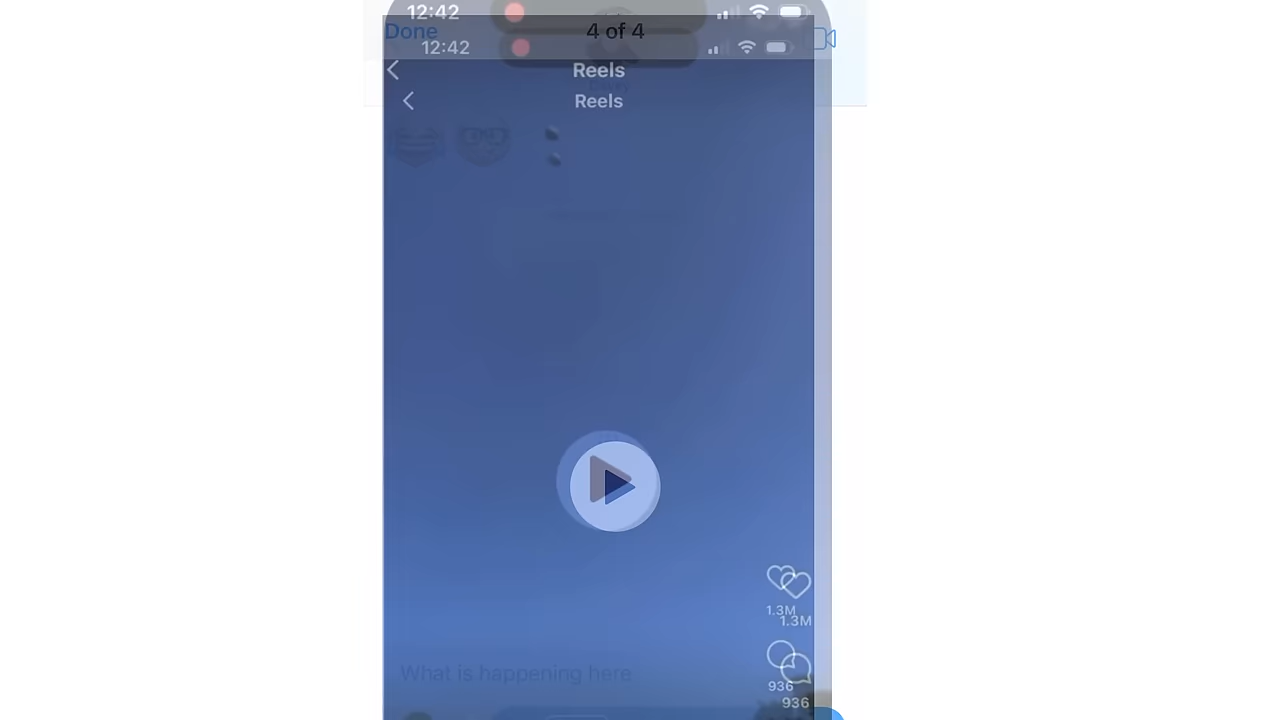 12:42
Done
4 of 4
12:42
Reels
Reels
1.3M
1.3M
What is happening here
936
936